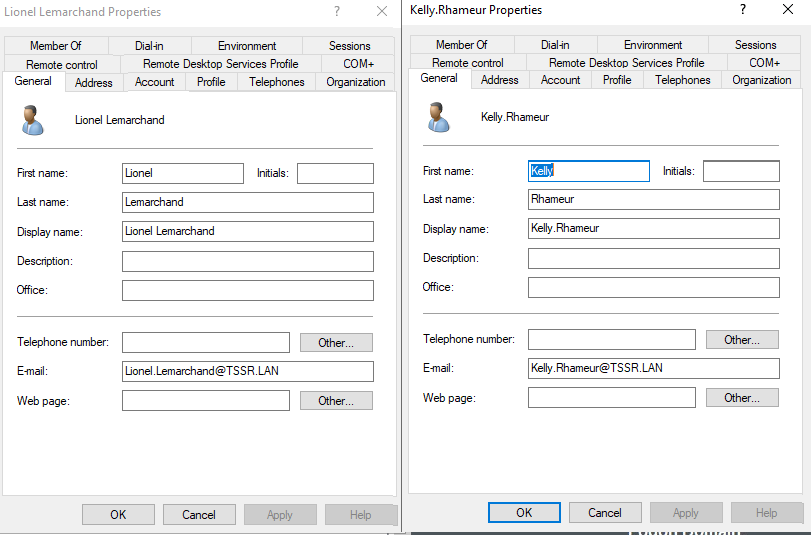 Lionel Lemarchand Properties
?
Member Of Dial-in Environment Sessions
Remote control Remote Desktop Services Profile COM+
General Address Account Profile Telephones Organization
Lionel Lemarchand
First name: Lionel Initials:
Last name: Lemarchand
Display name: Lionel Lemarchand
Description:
Office:
Telephone number: Other...
E-mail: Lionel.Lemarchand@TSSR.LAN
Web page: Other...
OK Cancel Apply Help
Kelly.Rhameur Properties
?
Member Of Dial-in Environment Sessions
Remote control Remote Desktop Services Profile COM+
General Address Account Profile Telephones Organization
Kelly.Rhameur
First name: Kelly Initials:
Last name: Rhameur
Display name: Kelly.Rhameur
Description:
Office:
Telephone number: Other...
E-mail: Kelly.Rhameur@TSSR.LAN
Web page: Other...
OK Cancel Apply Help